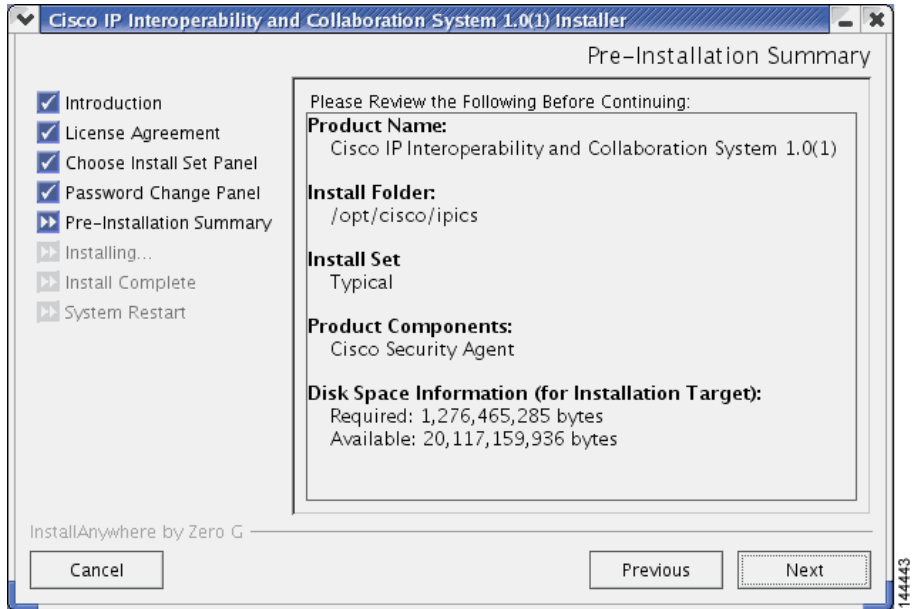 Cisco IP Interoperability and Collaboration System 1.0(1) Installer
Pre-Installation Summary
Introduction
License Agreement
Choose Install Set Panel
Password Change Panel
Pre-Installation Summary
Installing...
Install Complete
System Restart
Please Review the Following Before Continuing:
Product Name:
Cisco IP Interoperability and Collaboration System 1.0(1)
Install Folder:
/opt/cisco/ipics
Install Set
Typical
Product Components:
Cisco Security Agent
Disk Space Information (for Installation Target):
Required: 1,276,465,285 bytes
Available: 20,117,159,936 bytes
InstallAnywhere by Zero G
Cancel
Previous
Next
144443